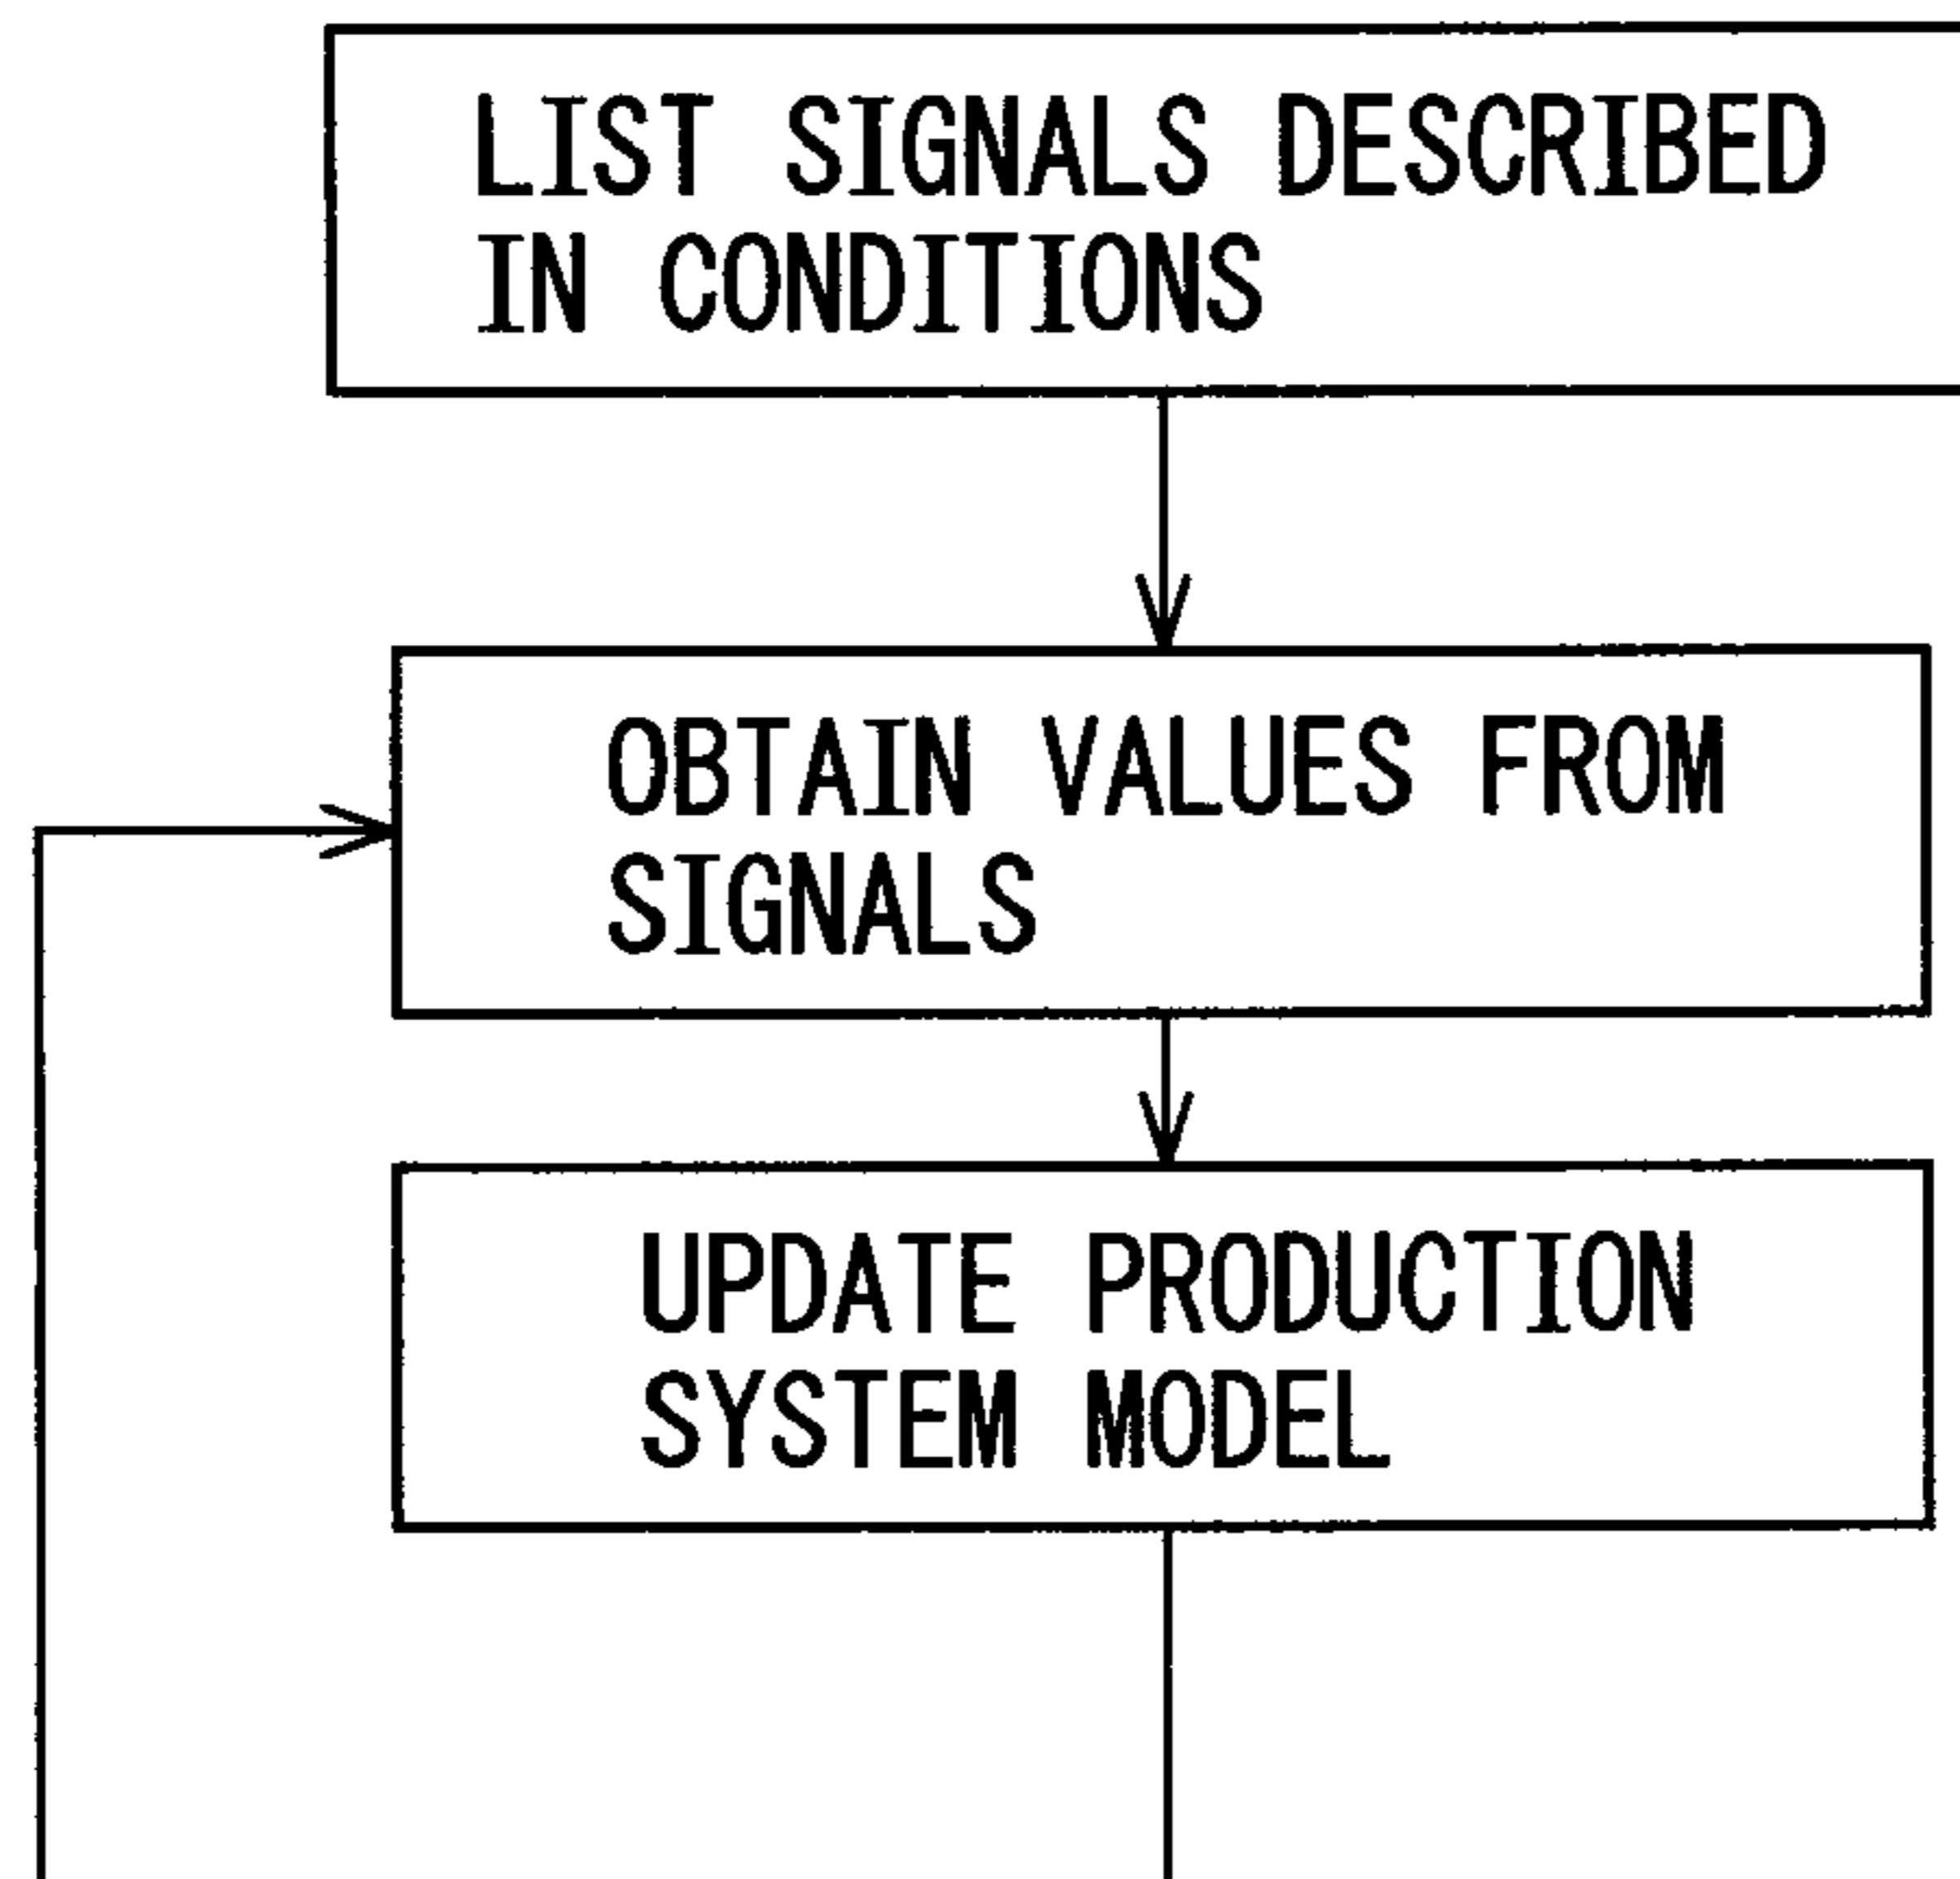 LIST SIGNALS DESCRIBED
IN CONDITIONS
OBTAIN VALUES FROM
SIGNALS
UPDATE PRODUCTION
SYSTEM MODEL